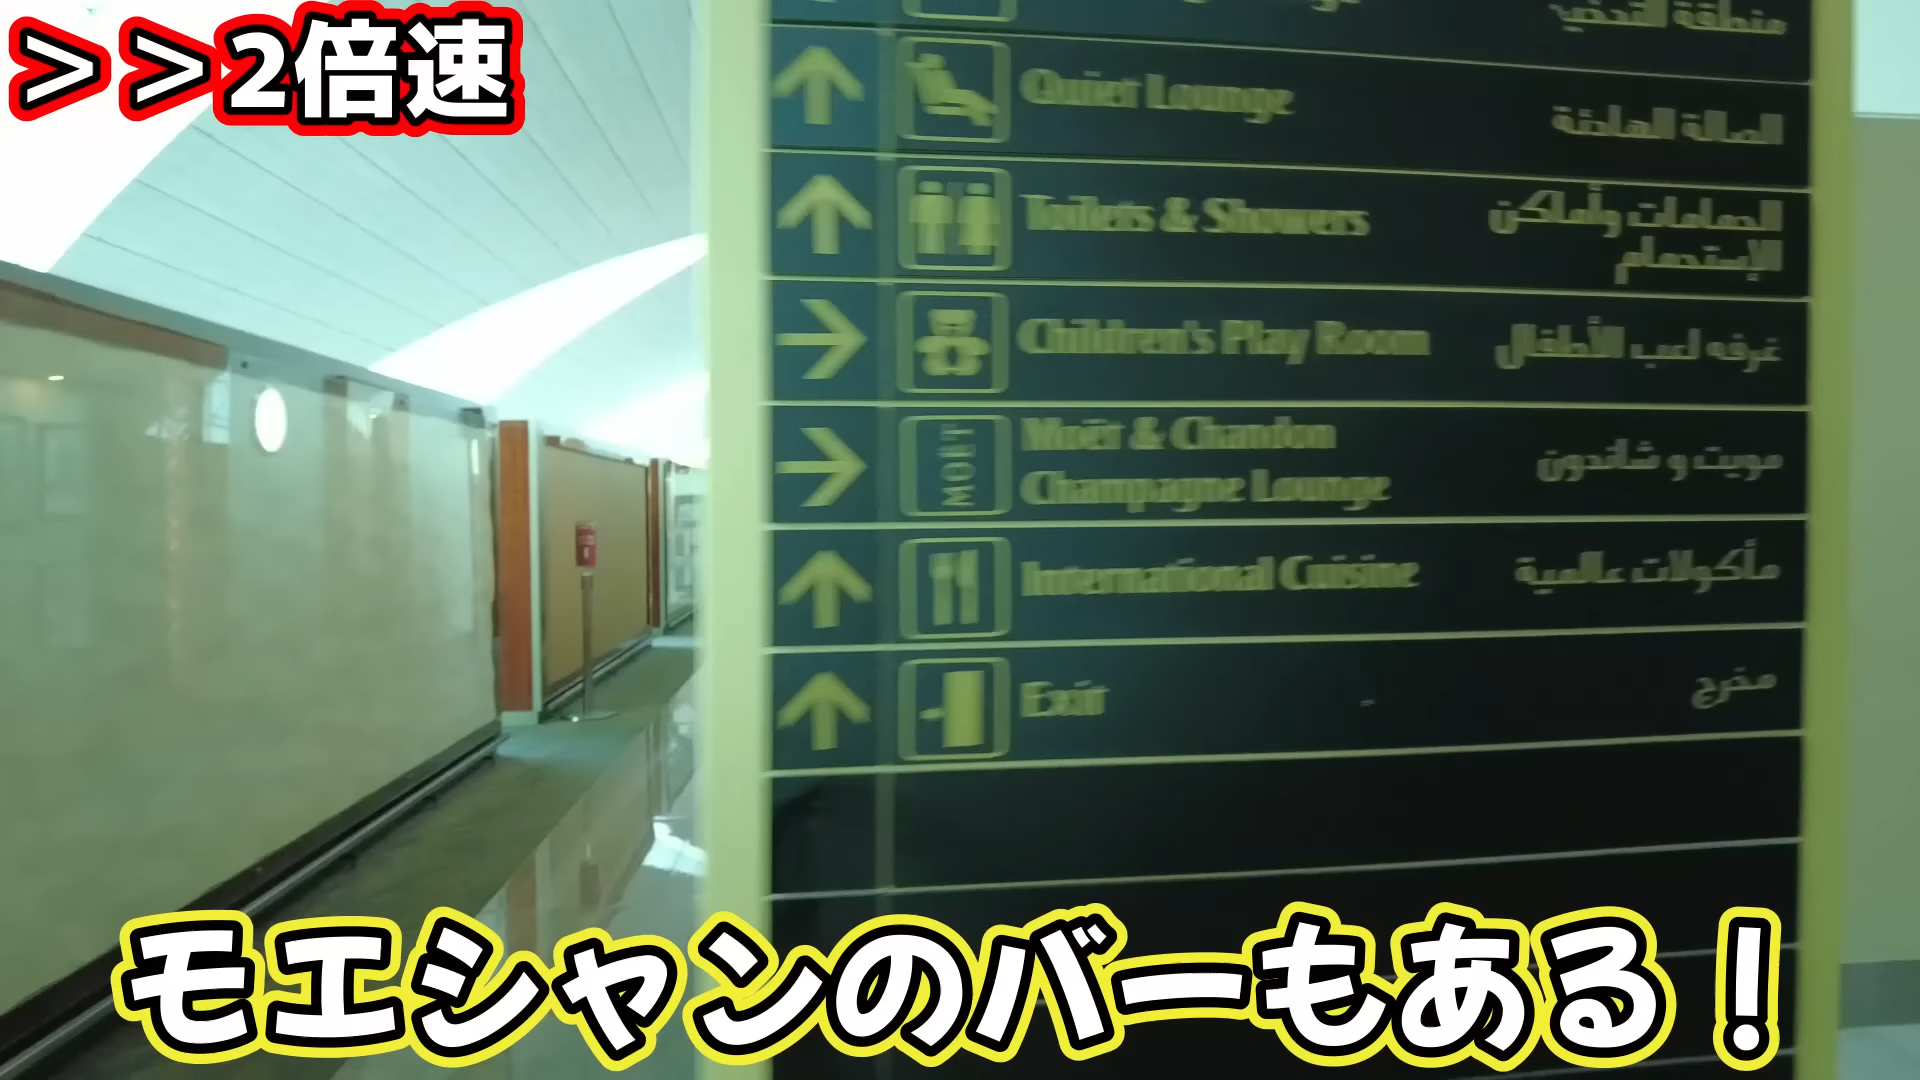 >>2倍速
منطقة التدخين
Quiet Lounge
الصالة الهادئة
Toilets & Showers
الحمامات وأماكن
الإستحمام
Children's Play Room
غرفه لعب الأطفال
MOËT
Moët & Chandon
Champagne Lounge
مويت و شاندون
International Cuisine
مأكولات عالمية
Exit
مخرج
モエシャンのバーもある！